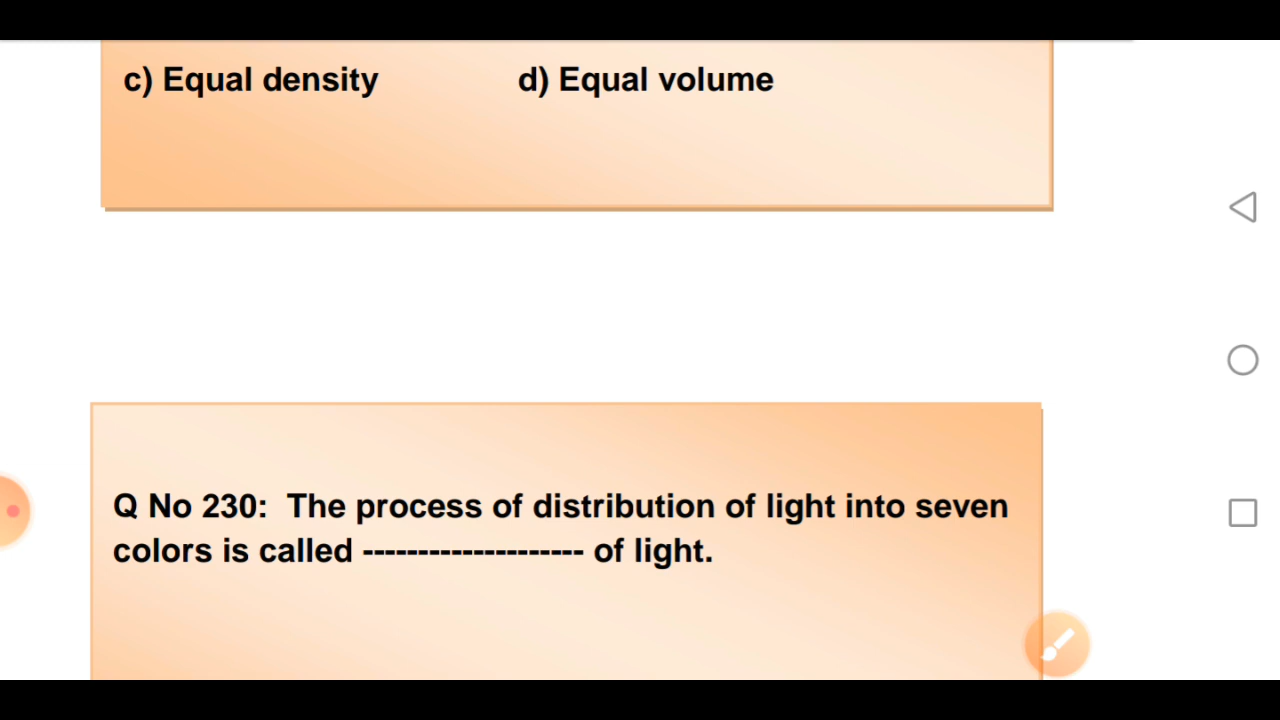 c) Equal density d) Equal volume
Q No 230: The process of distribution of light into seven
colors is called -------------------- of light.